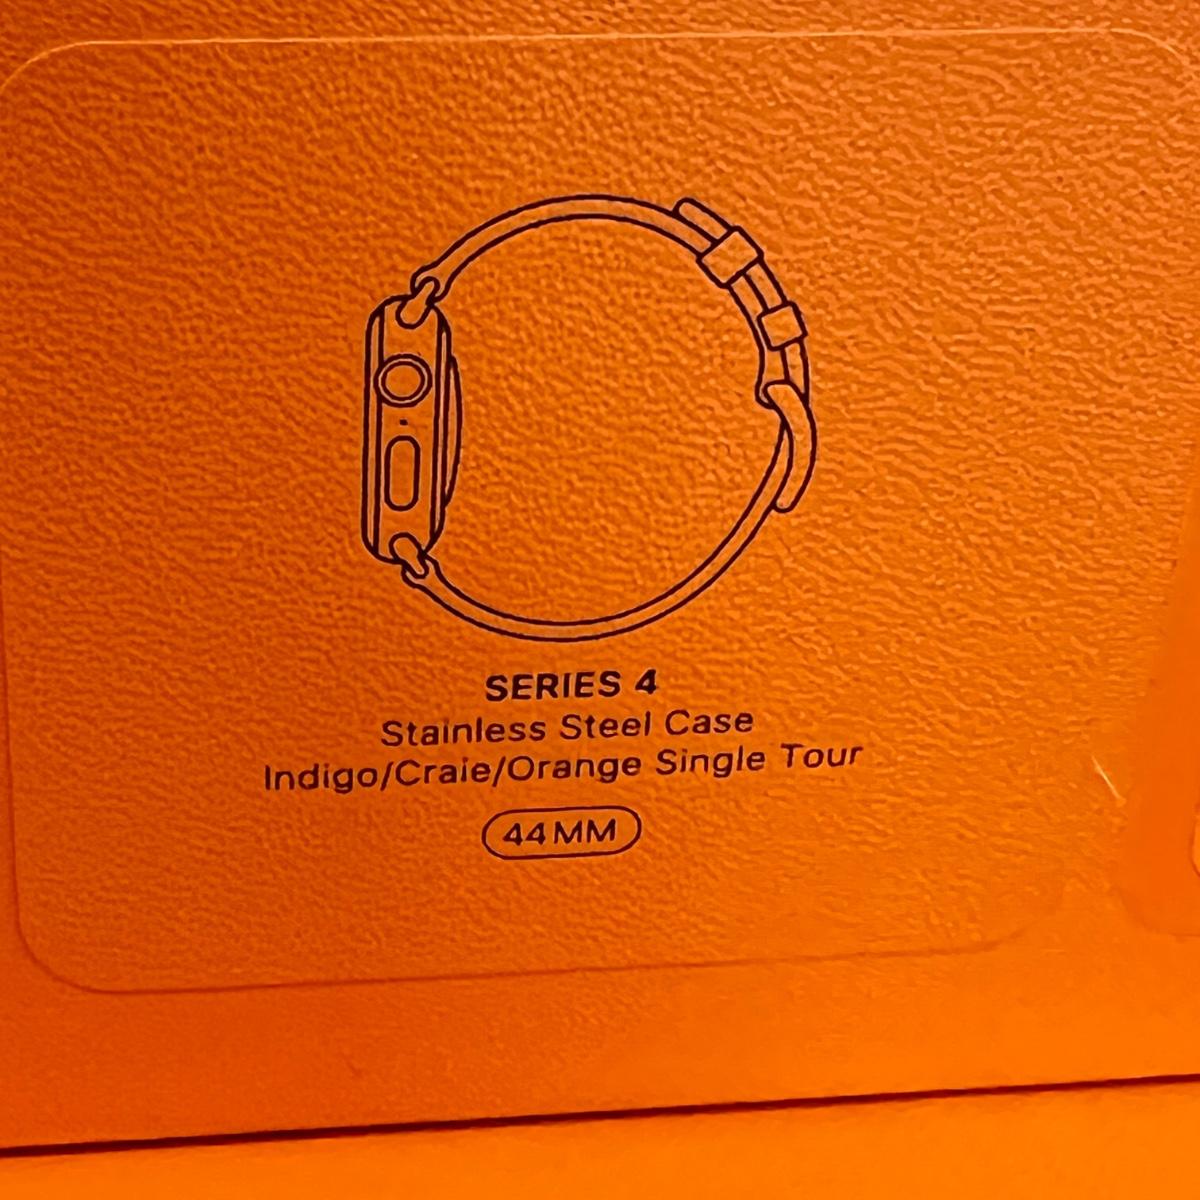 SERIES 4
Stainless Steel Case
Indigo/Craie/Orange Single Tour
44MM